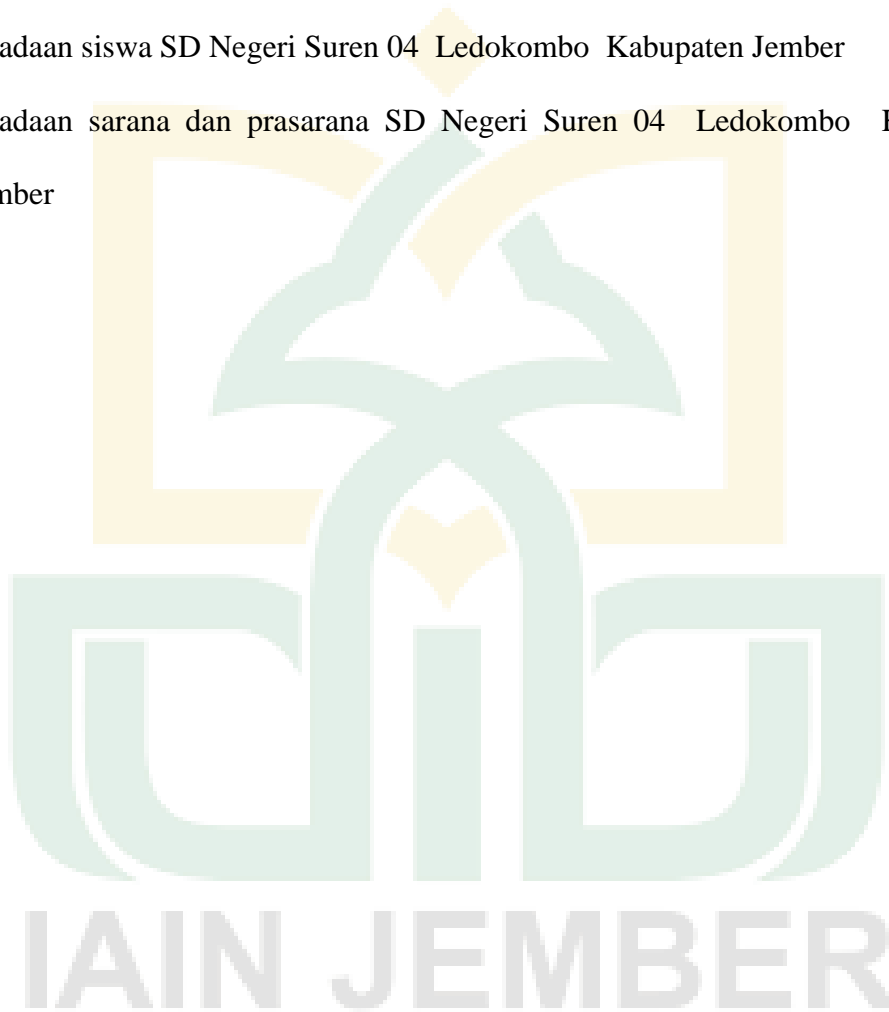 adaan siswa SD Negeri Suren 04 Ledokombo Kabupaten Jember
adaan sarana dan prasarana SD Negeri Suren 04 Ledokombo
mber
IAIN JEMBER